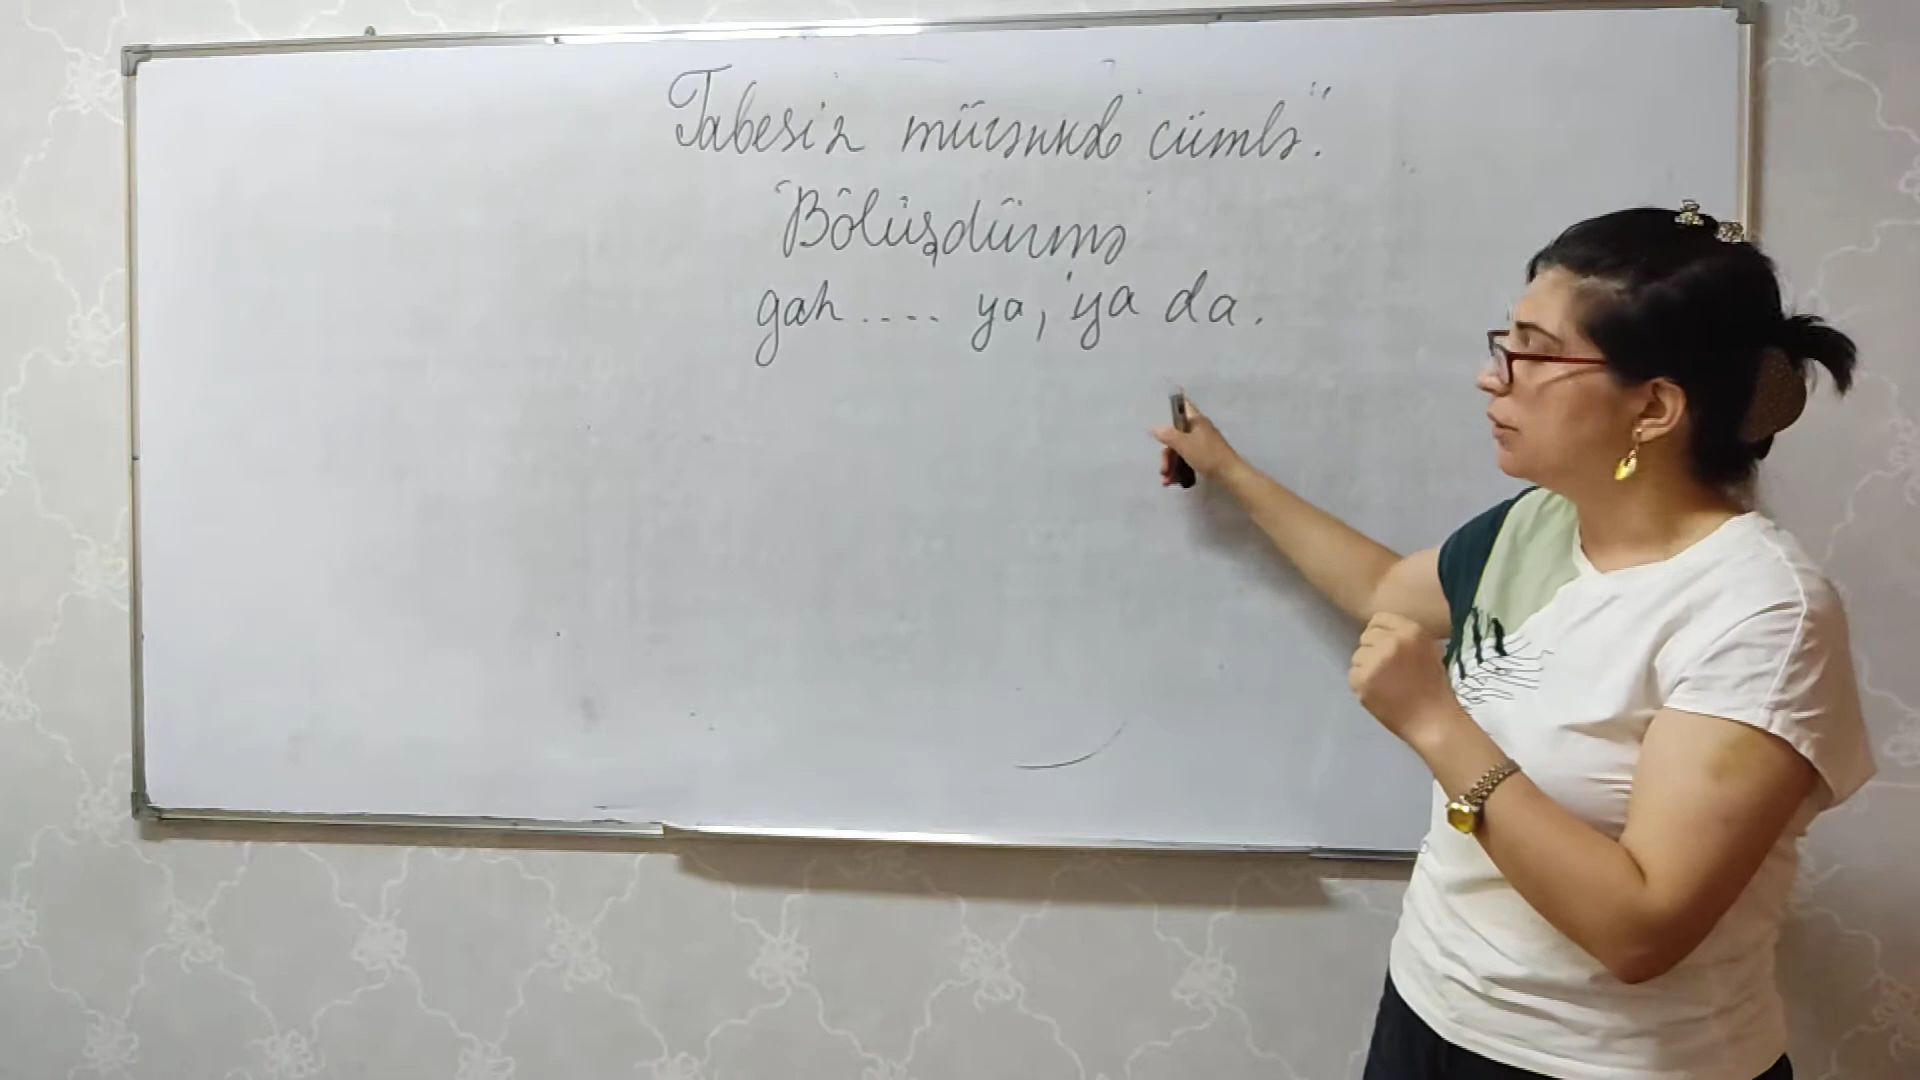 Tabesiz mürəkkəb cümlə.
Bölüşdürmə
gah .... ya, ya da.